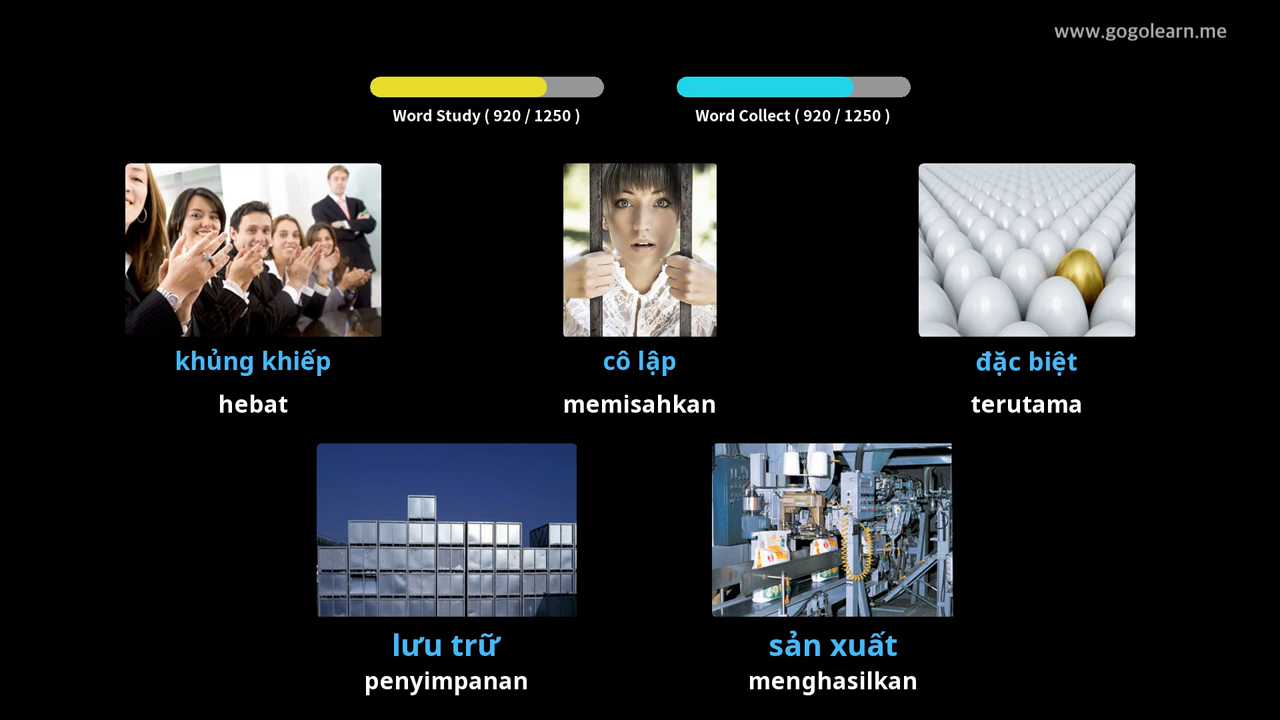 www.gogolearn.me
Word Study ( 920 / 1250 )
Word Collect ( 920 / 1250 )
khủng khiếp
hebat
cô lập
memisahkan
đặc biệt
terutama
lưu trữ
penyimpanan
sản xuất
menghasilkan